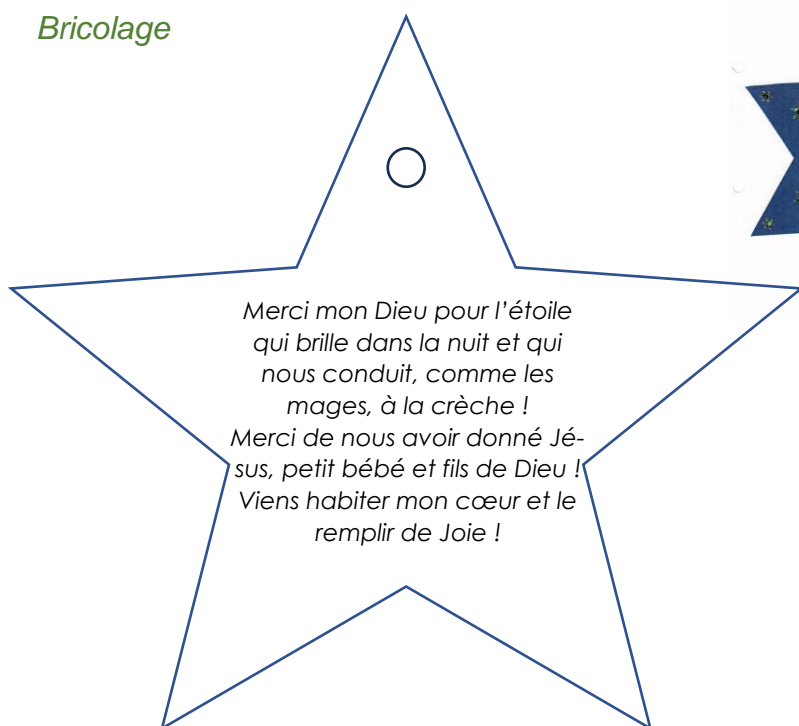 Bricolage
Merci mon Dieu pour l’étoile
qui brille dans la nuit et qui
nous conduit, comme les
mages, à la crèche !
Merci de nous avoir donné Jé-
sus, petit bébé et fils de Dieu !
Viens habiter mon cœur et le
remplir de Joie !